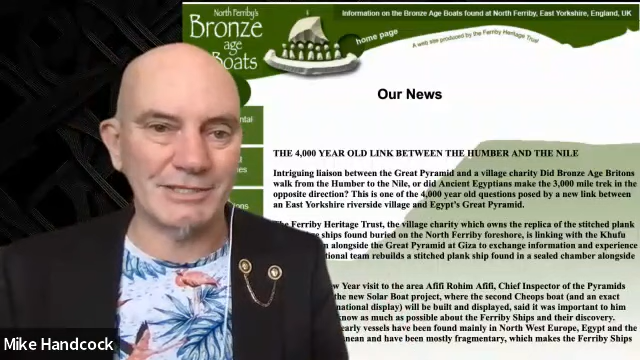 North Ferriby's
Bronze
age
Boats
Information on the Bronze Age Boats found at North Ferriby, East Yorkshire, England, UK
home page
A web site produced by the Ferriby Heritage Trust
Our News
THE 4,000 YEAR OLD LINK BETWEEN THE HUMBER AND THE NILE
Intriguing liaison between the Great Pyramid and a village charity Did Bronze Age Britons
walk from the Humber to the Nile, or did Ancient Egyptians make the 3,000 mile trek in the
opposite direction? This is one of the 4,000 year old questions posed by a new link between
an East Yorkshire riverside village and Egypt's Great Pyramid.
The Ferriby Heritage Trust, the village charity which owns the replica of the stitched plank
ships found buried on the North Ferriby foreshore, is linking with the Khufu
alongside the Great Pyramid at Giza to exchange information and experience
team rebuilds a stitched plank ship found in a sealed chamber alongside
Year visit to the area Afifi Rohim Afifi, Chief Inspector of the Pyramids
the new Solar Boat project, where the second Cheops boat (and an exact
display) will be built and displayed, said it was important to him
know as much as possible about the Ferriby Ships and their discovery.
early vessels have been found mainly in North West Europe, Egypt and the
and have been mostly fragmentary, which makes the Ferriby Ships
Mike Handcock